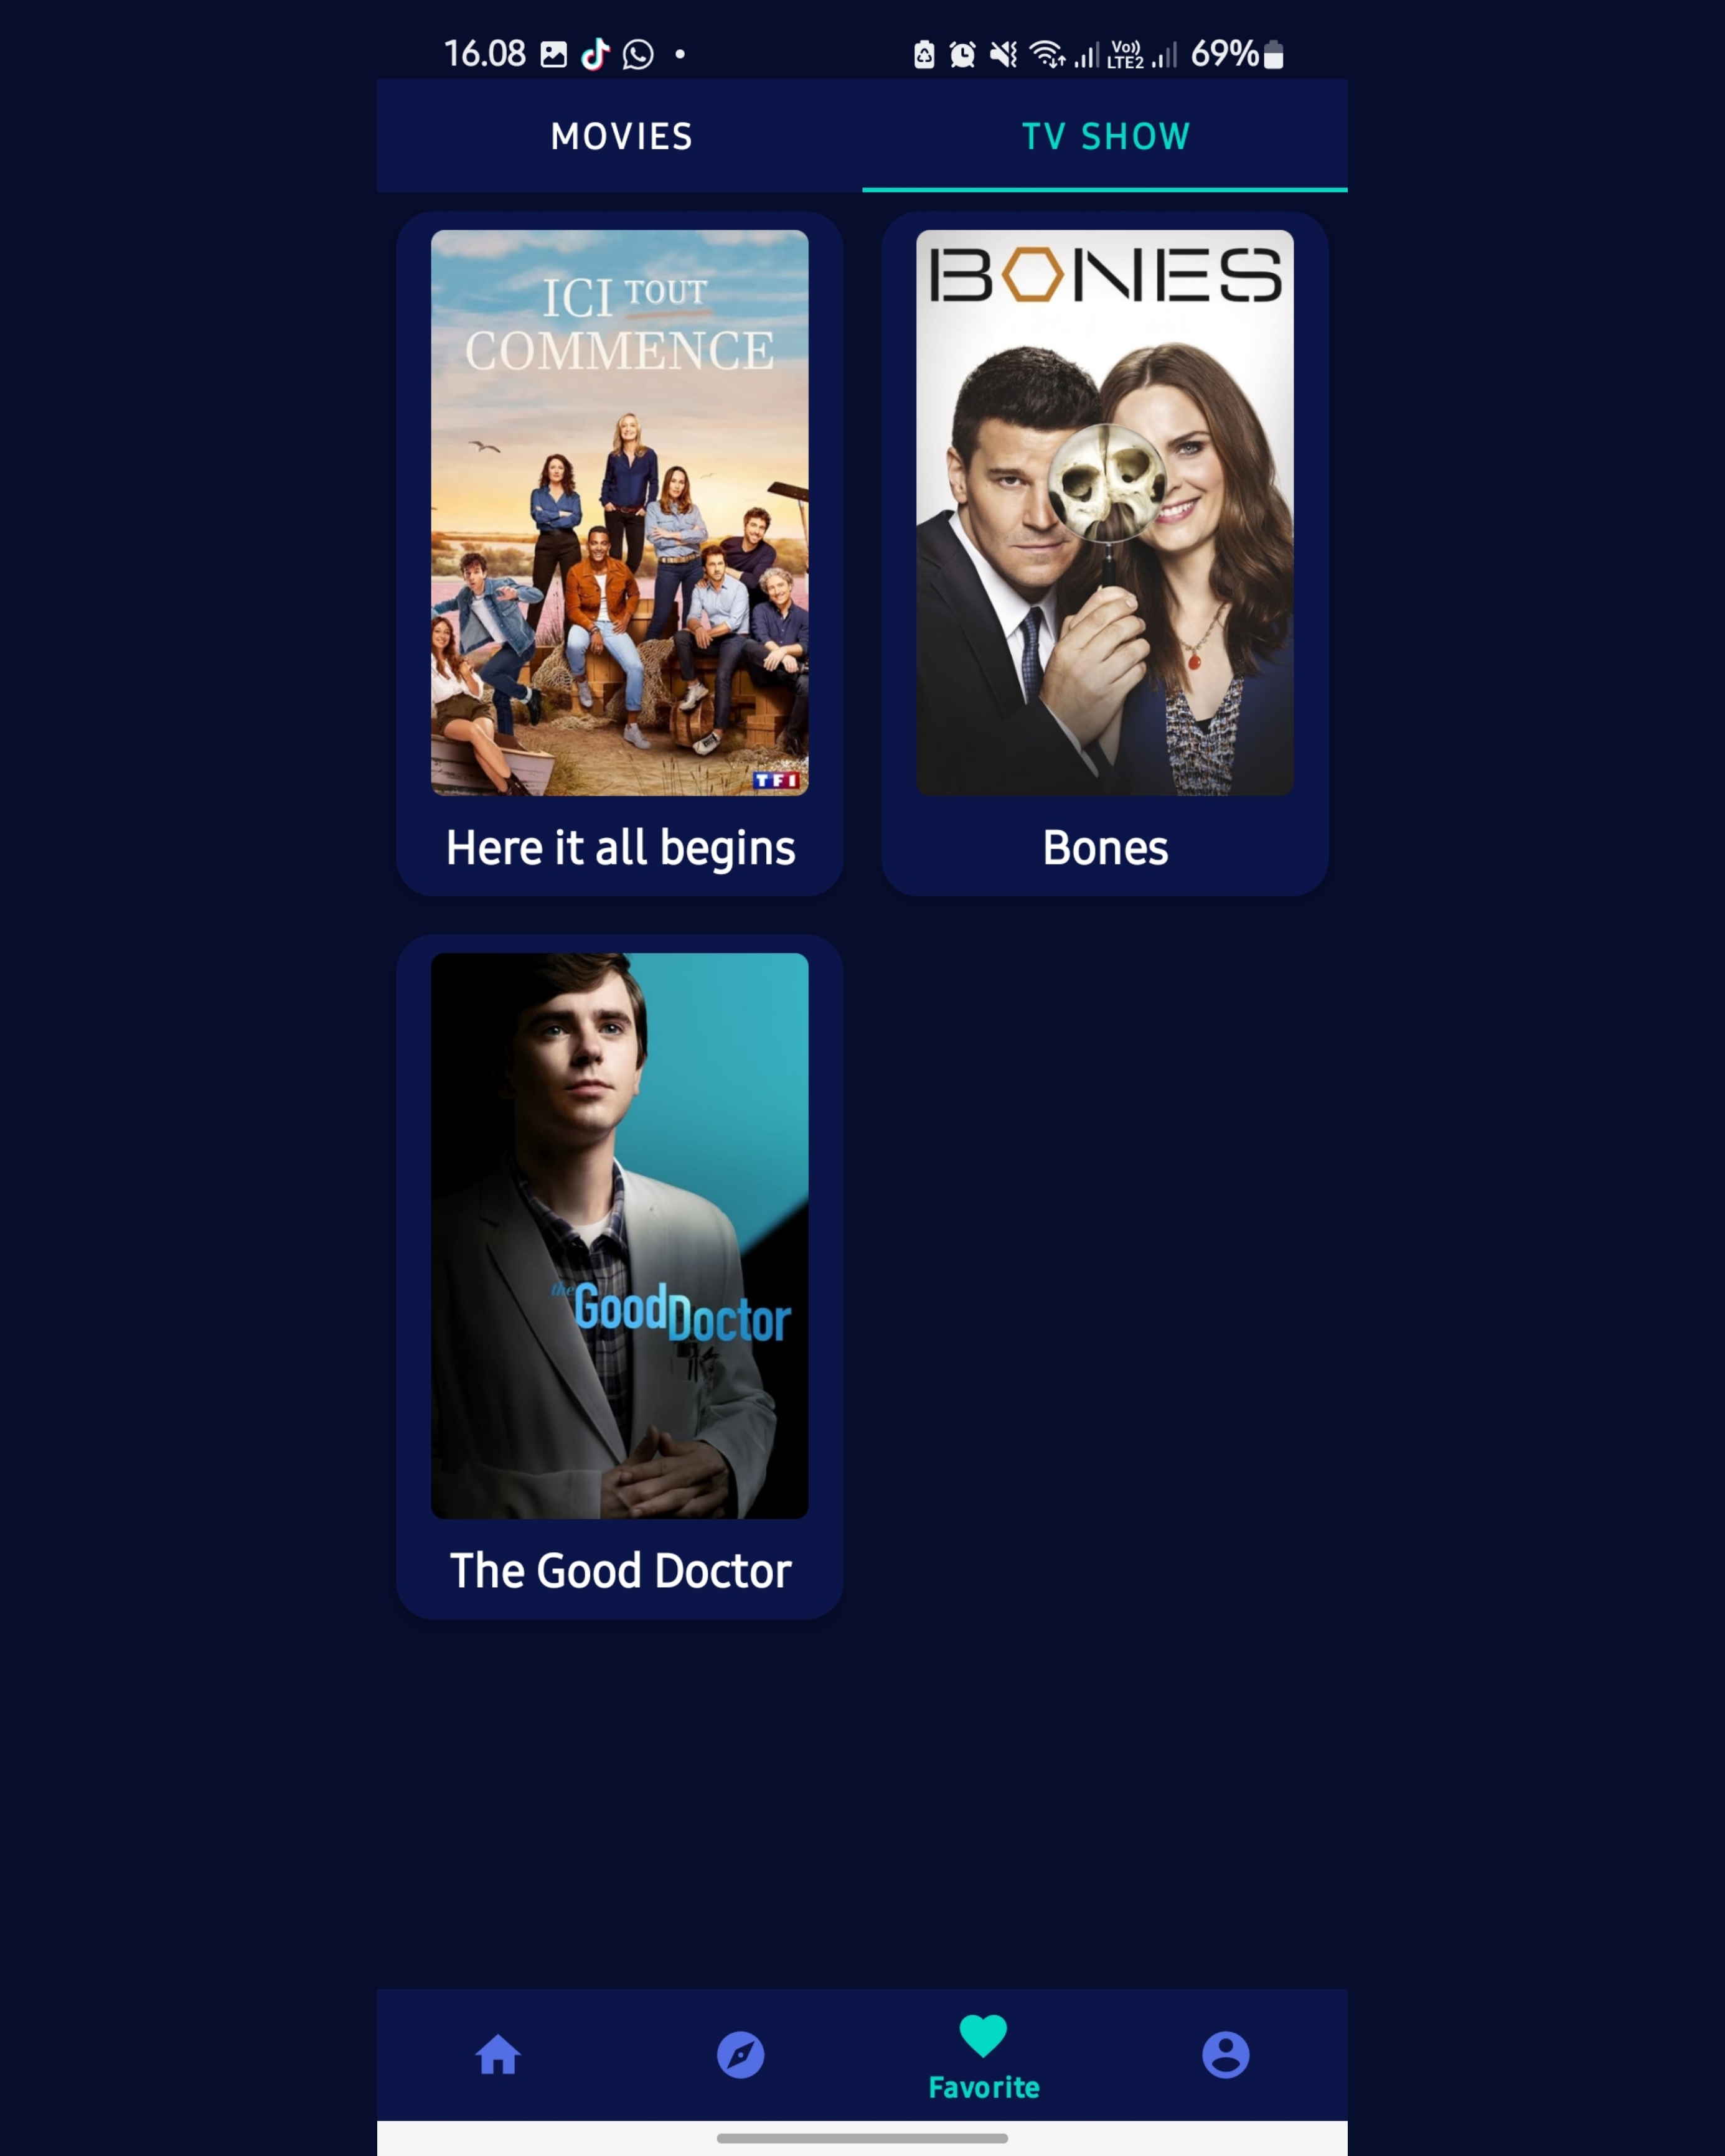 16.08
Vo))
LTE2
69%
MOVIES
TV SHOW
ICI TOUT
COMMENCE
TF1
Here it all begins
BONES
Bones
the Good Doctor
The Good Doctor
Favorite